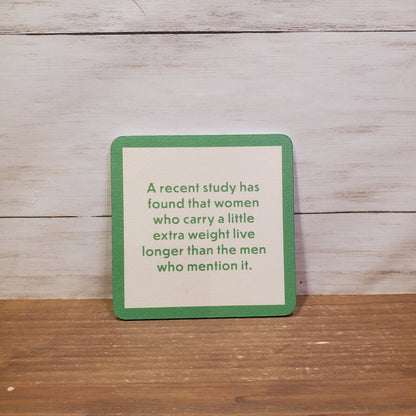 A recent study has
found that women
who carry a little
extra weight live
longer than the men
who mention it.